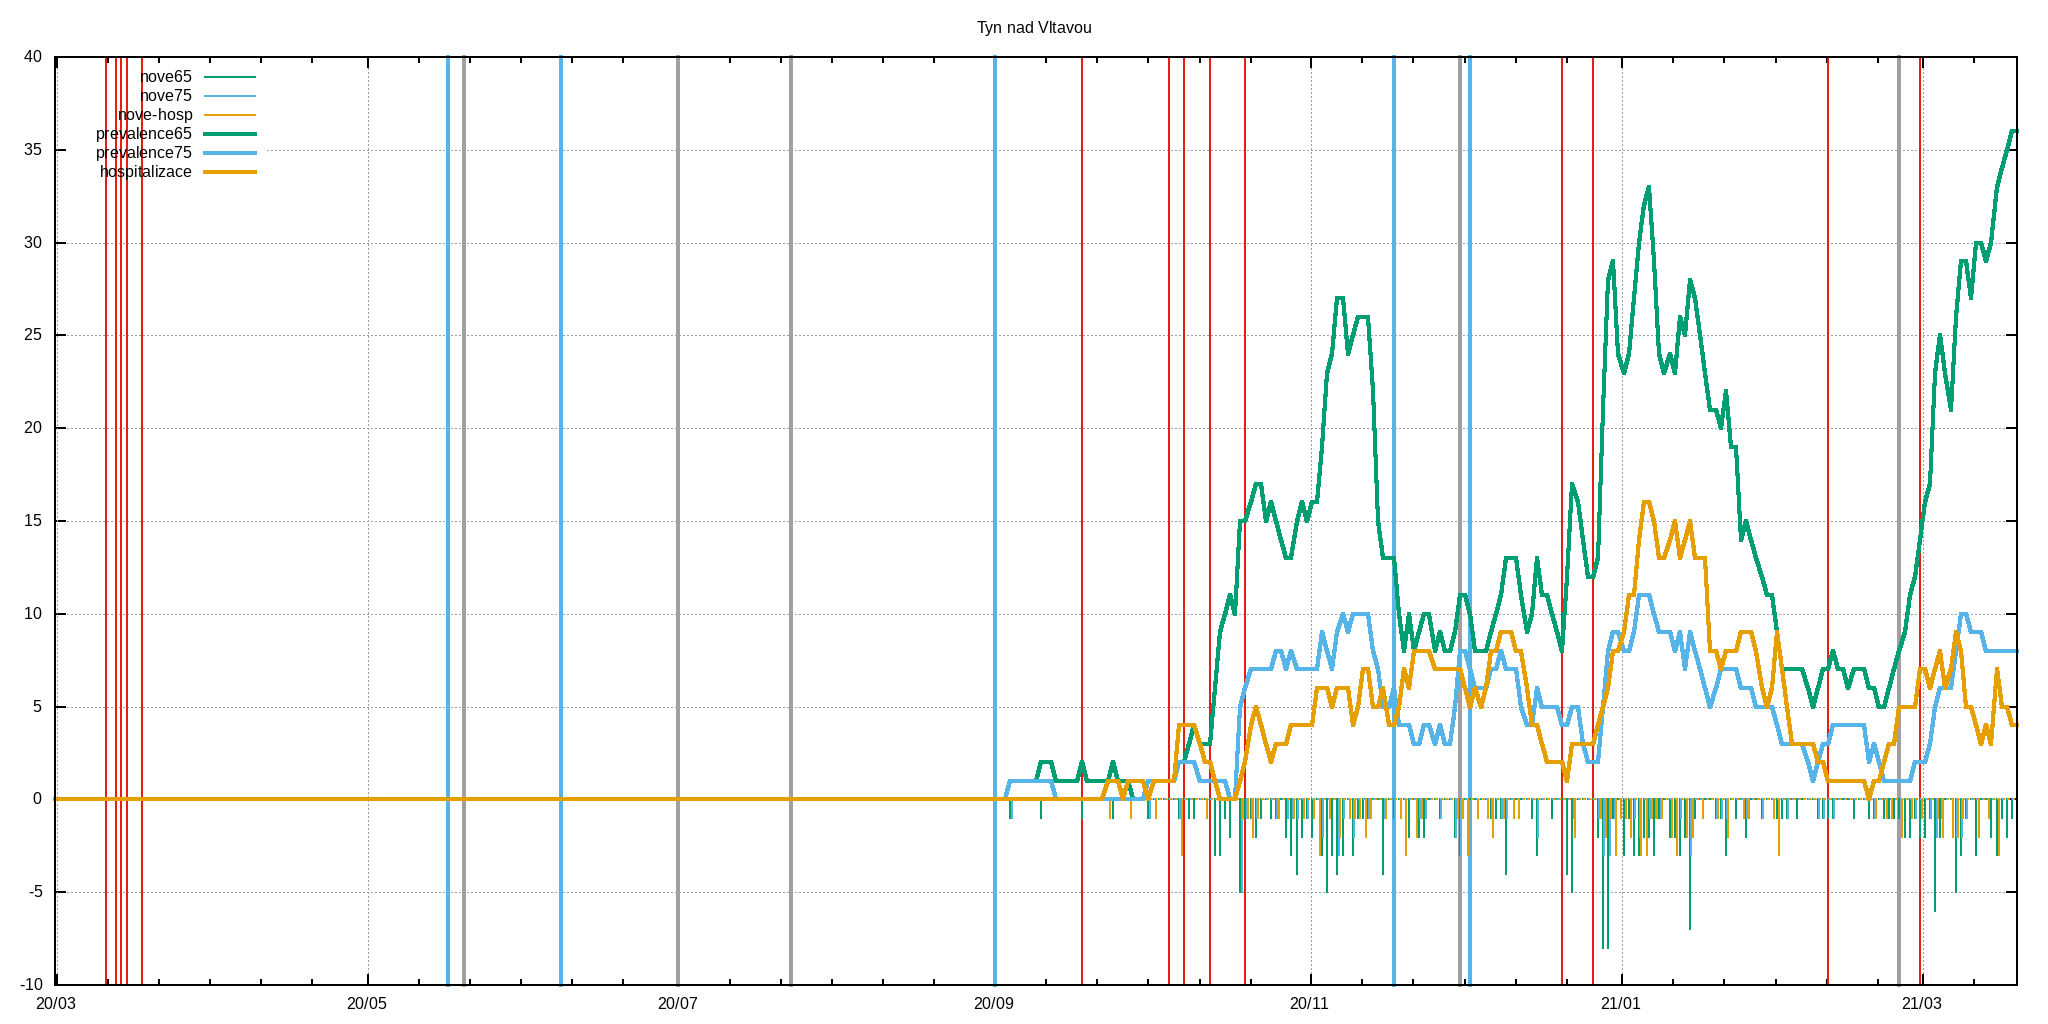 Tyn nad Vltavou
40
35
30
25
20
15
10
5
0
-5
-10
nove65
nove75
nove-hosp
prevalence65
prevalence75
hospitalizace
20/03 20/05 20/07 20/09 20/11 21/01 21/03